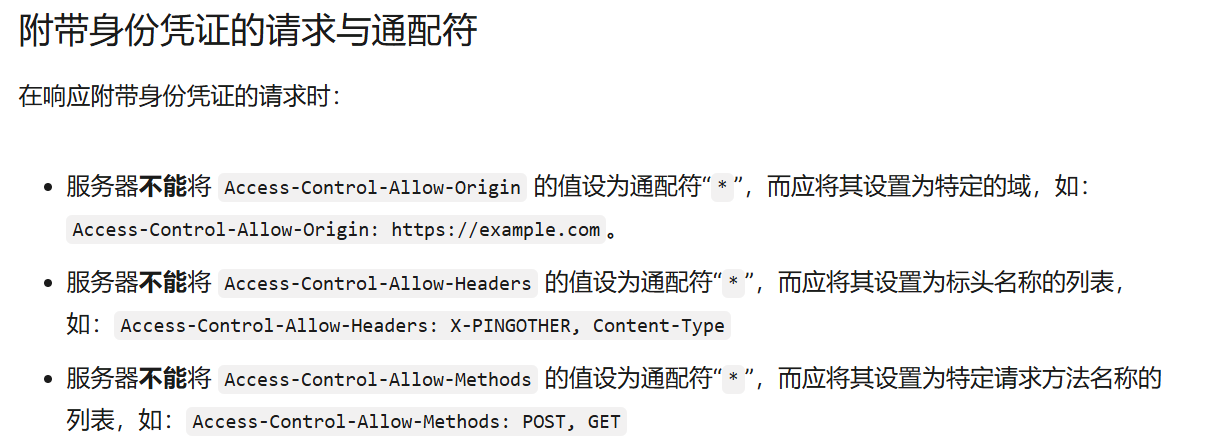 附带身份凭证的请求与通配符
在响应附带身份凭证的请求时：
• 服务器不能将 Access-Control-Allow-Origin 的值设为通配符“*”，而应将其设置为特定的域，如：
Access-Control-Allow-Origin: https://example.com。
• 服务器不能将 Access-Control-Allow-Headers 的值设为通配符“*”，而应将其设置为标头名称的列表，
如：Access-Control-Allow-Headers: X-PINGOTHER, Content-Type
• 服务器不能将 Access-Control-Allow-Methods 的值设为通配符“*”，而应将其设置为特定请求方法名称的
列表，如：Access-Control-Allow-Methods: POST, GET